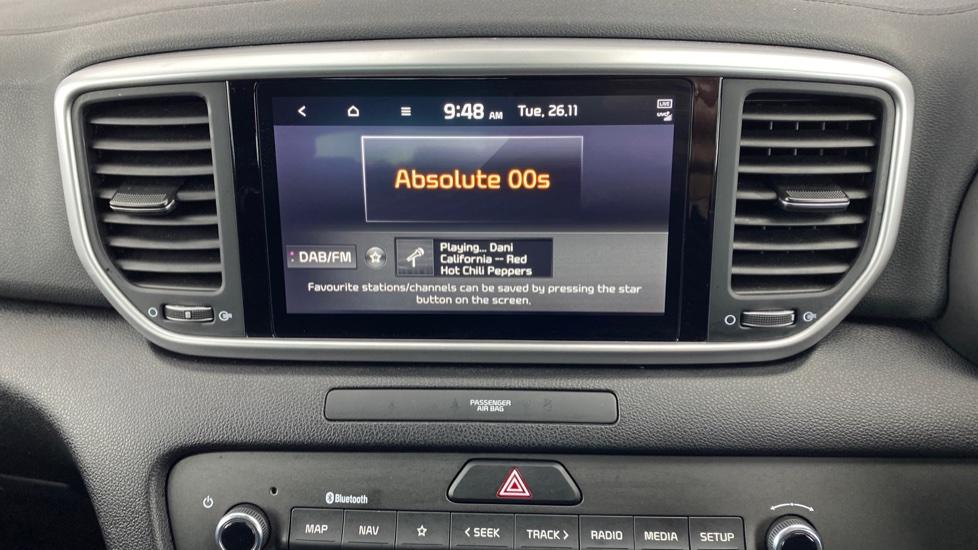 9:48 AM Tue, 26.11
LIVE
UVO
Absolute 00s
DAB/FM
Playing... Dani
California -- Red
Hot Chili Peppers
Favourite stations/channels can be saved by pressing the star
button on the screen.
PASSENGER
AIR BAG
Bluetooth
MAP NAV < SEEK TRACK > RADIO MEDIA SETUP